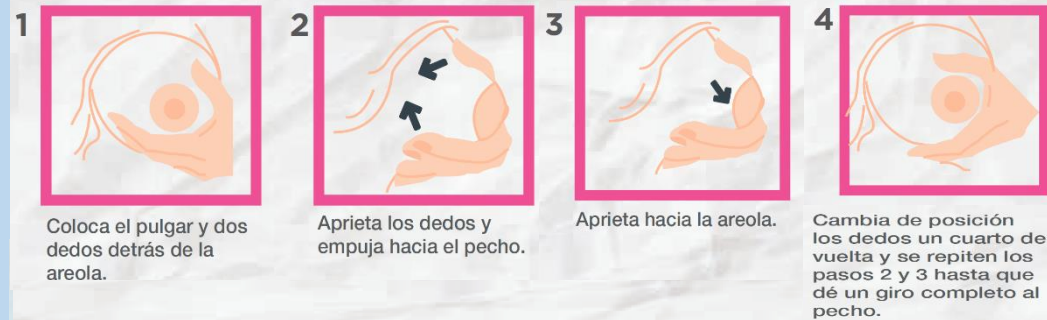 1
2
3
4
Coloca el pulgar y dos
dedos detrás de la
areola.
Aprieta los dedos y
empuja hacia el pecho.
Aprieta hacia la areola.
Cambia de posición
los dedos un cuarto de
vuelta y se repiten los
pasos 2 y 3 hasta que
dé un giro completo al
pecho.